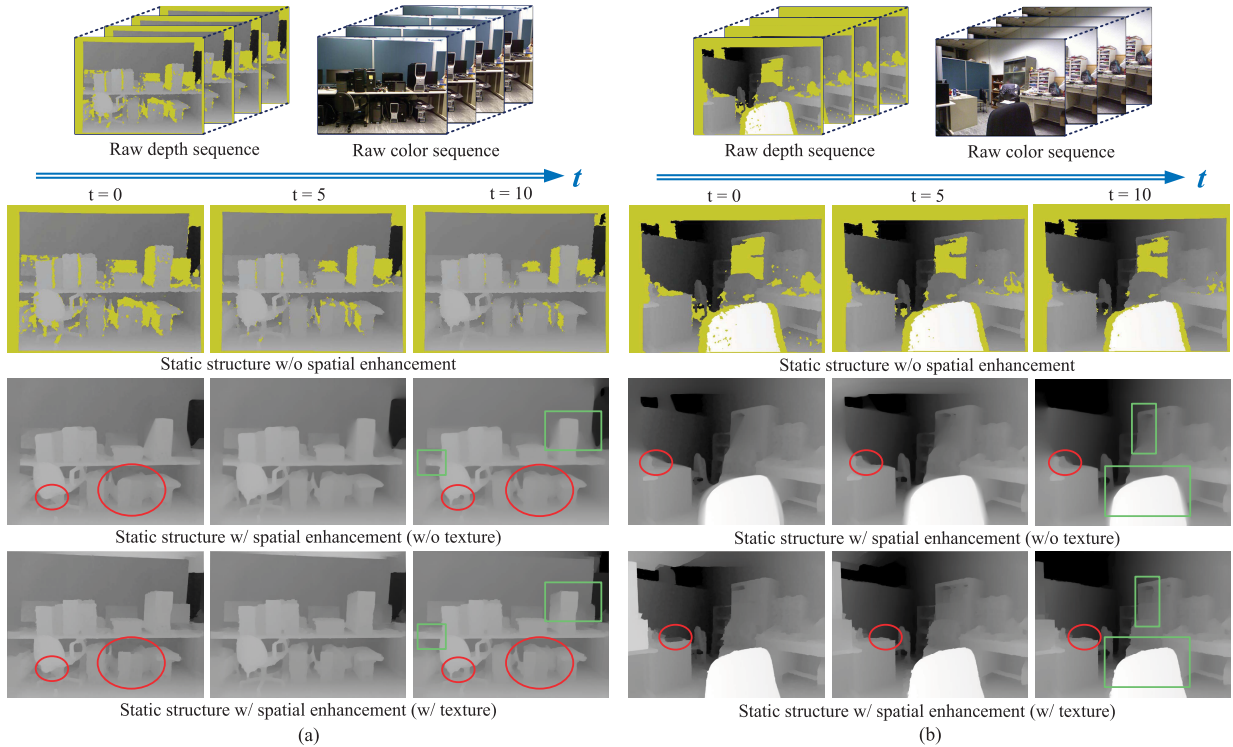 Raw depth sequence
Raw color sequence
t
t = 0
t = 5
t = 10
Static structure w/o spatial enhancement
Static structure w/ spatial enhancement (w/o texture)
Static structure w/ spatial enhancement (w/ texture)
(a)
Raw depth sequence
Raw color sequence
t
t = 0
t = 5
t = 10
Static structure w/o spatial enhancement
Static structure w/ spatial enhancement (w/o texture)
Static structure w/ spatial enhancement (w/ texture)
(b)